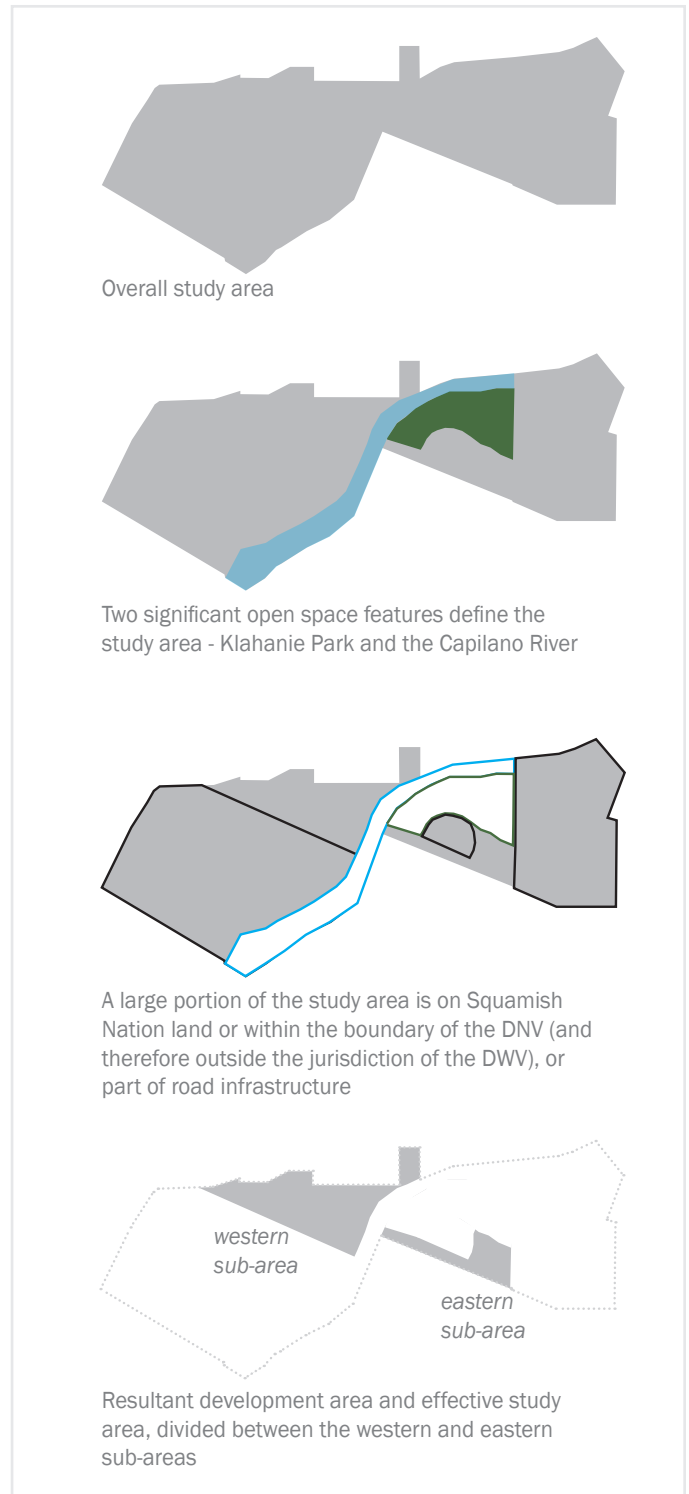 Overall study area
Two significant open space features define the
study area - Klahanie Park and the Capilano River
A large portion of the study area is on Squamish
Nation land or within the boundary of the DNV (and
therefore outside the jurisdiction of the DWV), or
part of road infrastructure
western
sub-area
eastern
sub-area
Resultant development area and effective study
area, divided between the western and eastern
sub-areas